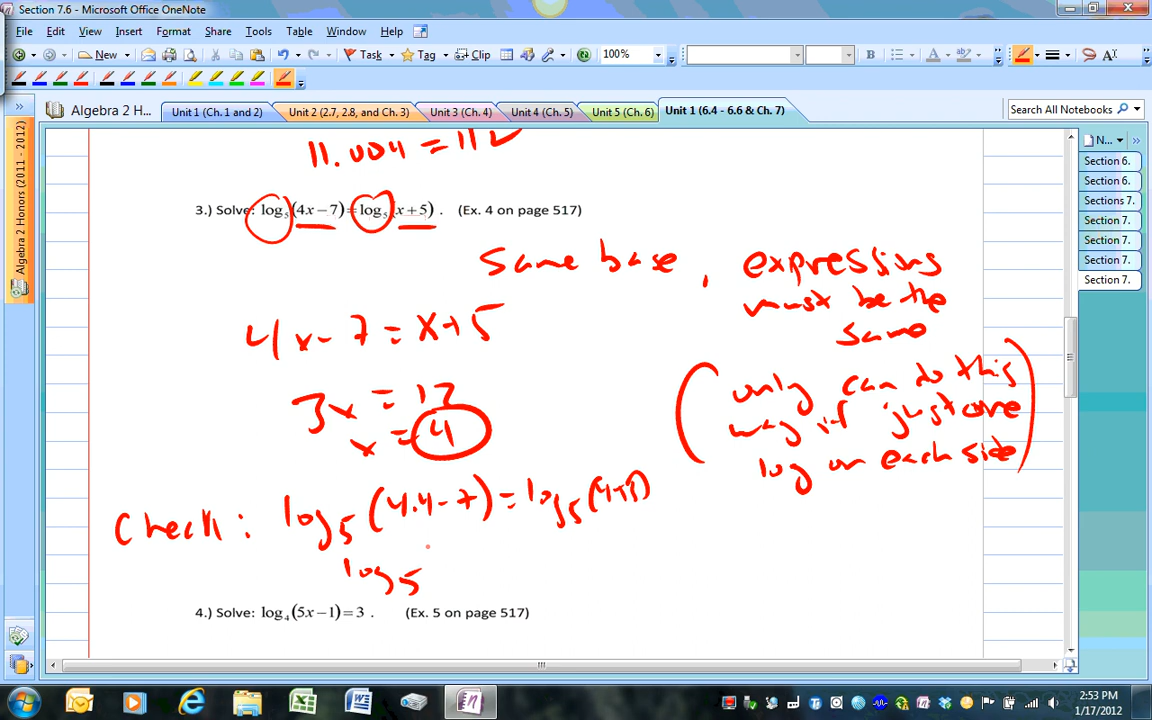 Section 7.6 - Microsoft Office OneNote
File Edit View Insert Format Share Tools Table Window Help
New Task Tag Clip 100% B A A
Algebra 2 H... Unit 1 (Ch. 1 and 2) Unit 2 (2.7, 2.8, and Ch. 3) Unit 3 (Ch. 4) Unit 4 (Ch. 5) Unit 5 (Ch. 6) Unit 1 (6.4 - 6.6 & Ch. 7) Search All Notebooks
Algebra 2 Honors (2011 - 2012)
N...
Section 6.
Section 6.
Sections 7.
Section 7.
Section 7.
Section 7.
Section 7.
11.004 = 11 ✓
3.) Solve: log₅(4x − 7) = log₅(x + 5) . (Ex. 4 on page 517)
same base , expressions
must be the
same
4x - 7 = x + 5
3x = 12
x = 4
(only can do this
way if just one
log on each side)
Check: log₅(4·4-7) = log₅(4+5)
log₅
4.) Solve: log₄(5x − 1) = 3 . (Ex. 5 on page 517)
2:53 PM
1/17/2012